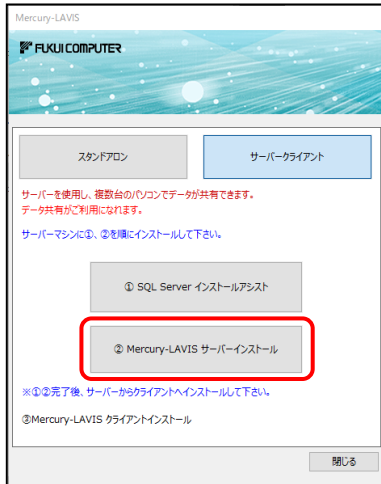 Mercury-LAVIS
FUKUI COMPUTER
スタンドアロン
サーバークライアント
サーバーを使用し、複数台のパソコンでデータが共有できます。
データ共有がご利用になれます。
サーバーマシンに①、②を順にインストールして下さい。
① SQL Server インストールアシスト
② Mercury-LAVIS サーバーインストール
※①②完了後、サーバーからクライアントへインストールして下さい。
③Mercury-LAVIS クライアントインストール
閉じる